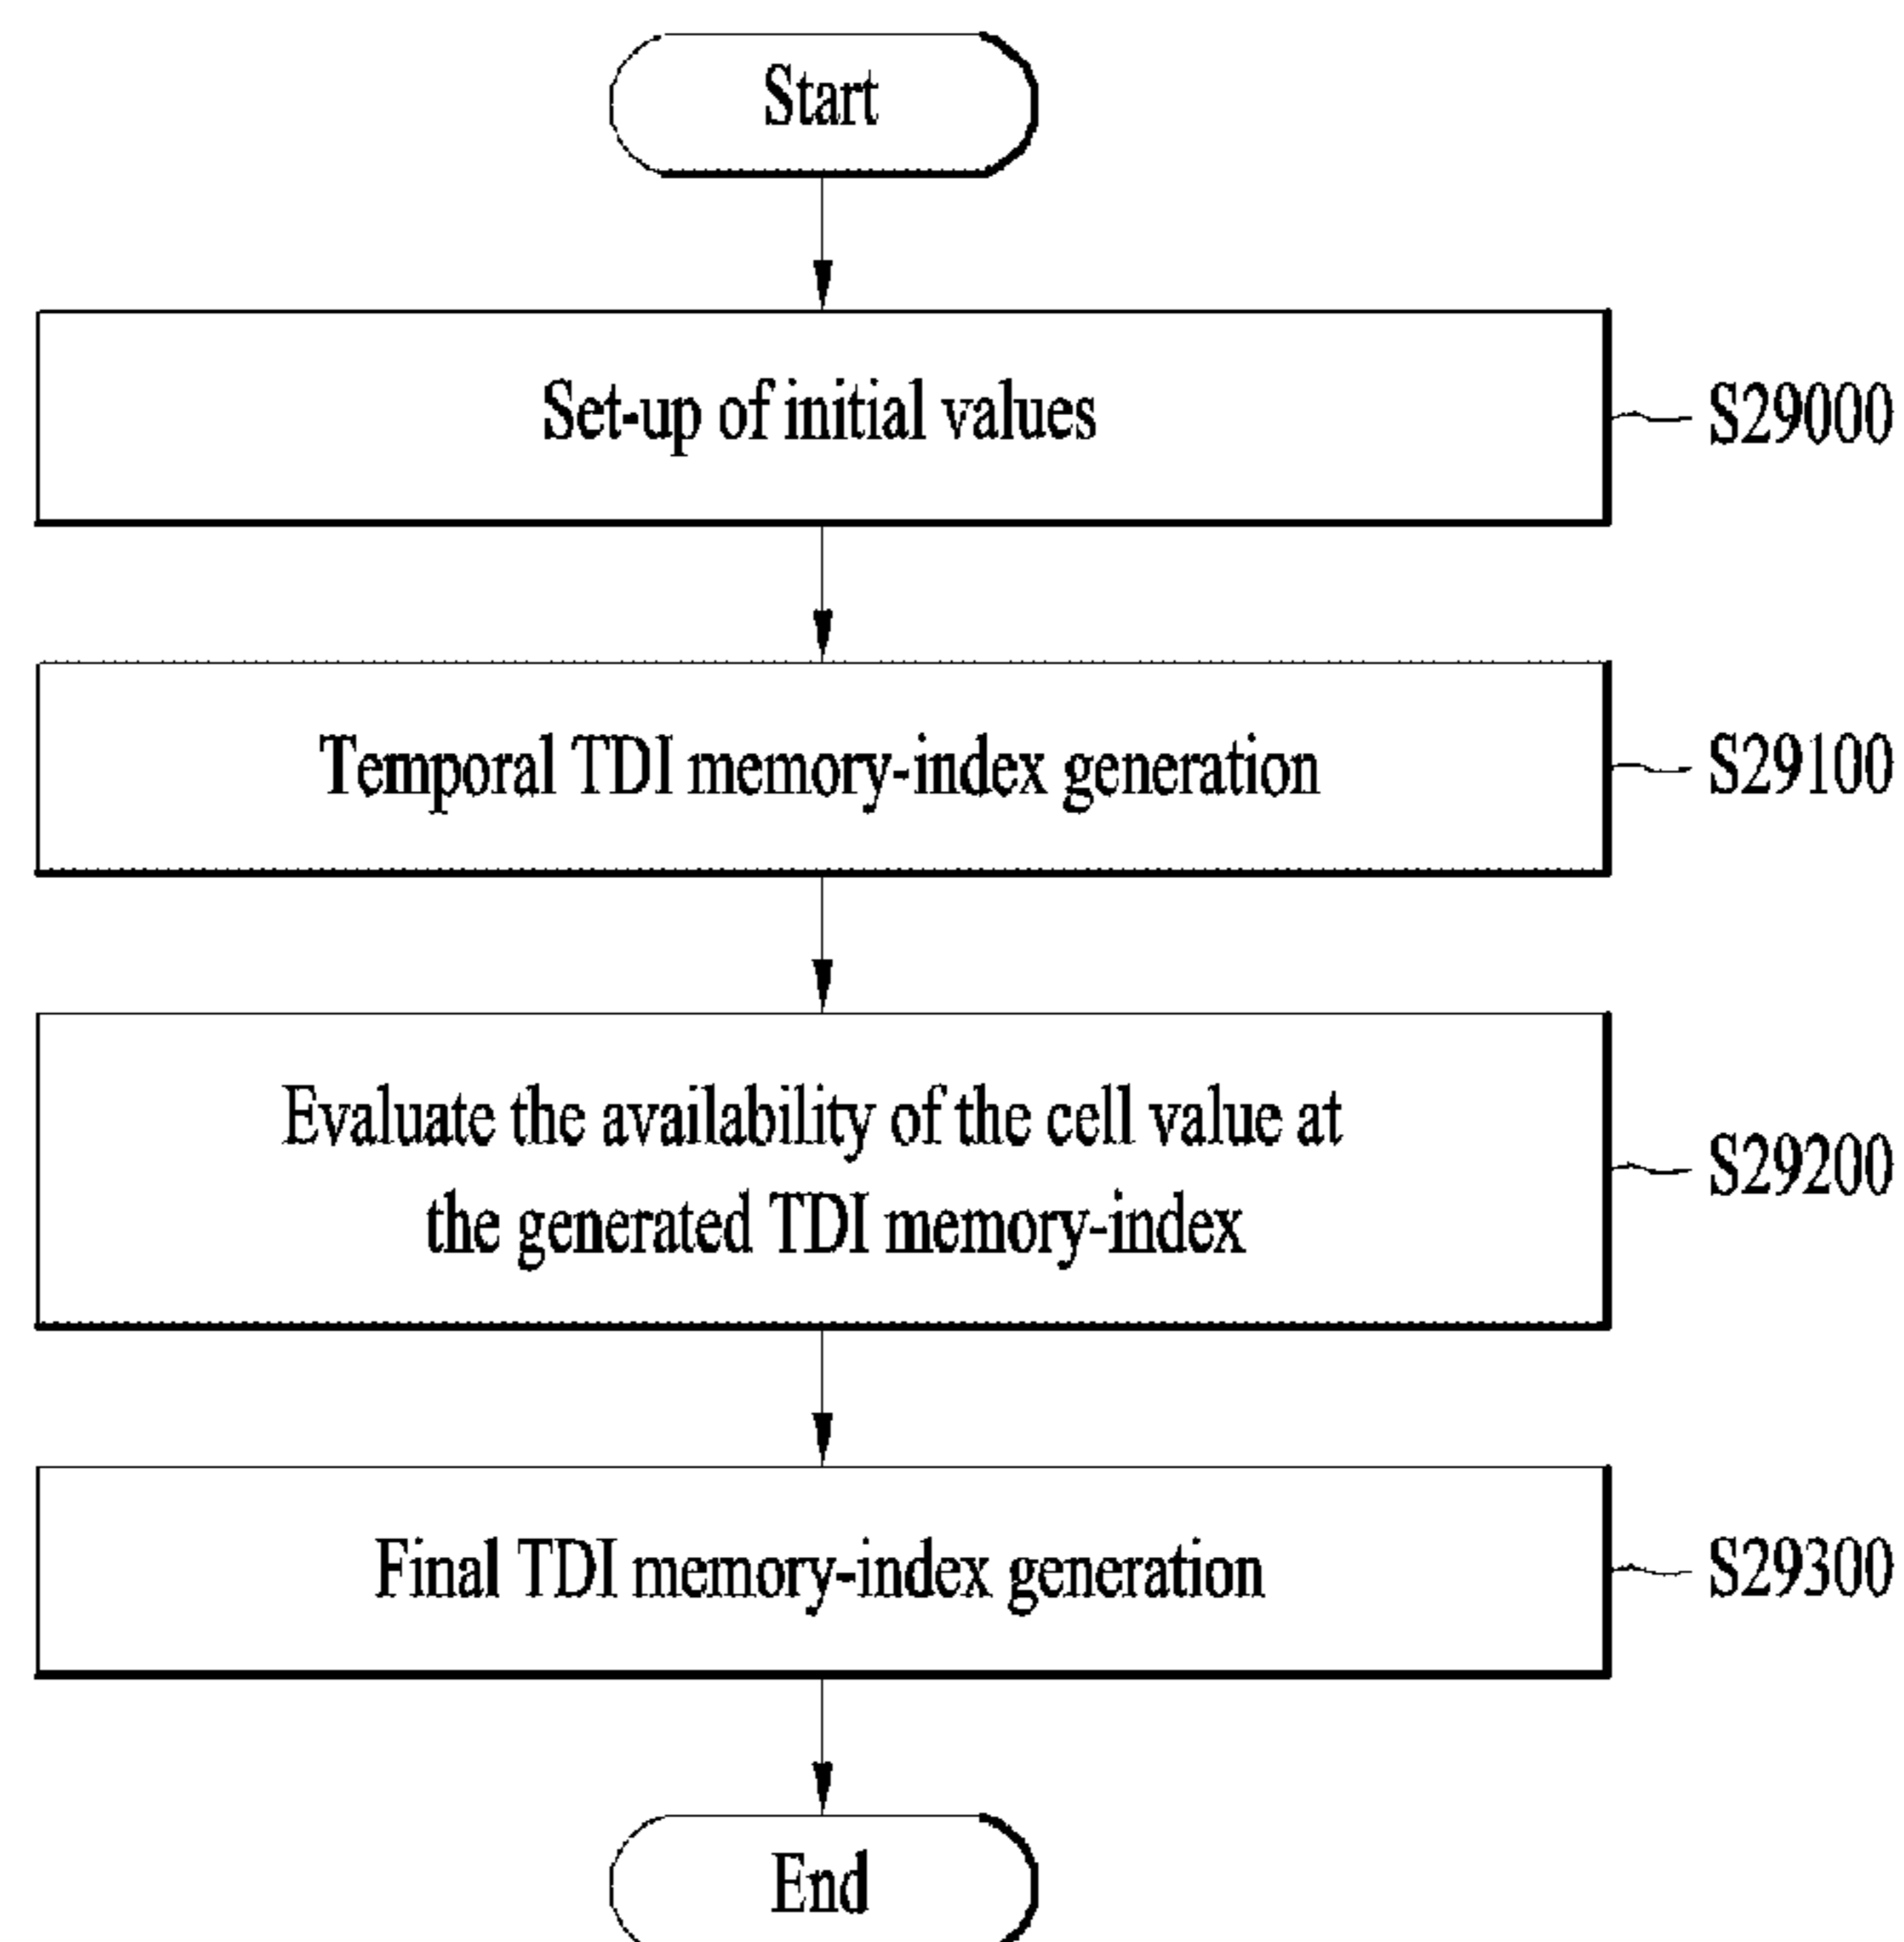 Start
Set-up of initial values
S29000
Temporal TDI memory-index generation
S29100
Evaluate the availability of the cell value at
the generated TDI memory-index
S29200
Final TDI memory-index generation
S29300
End